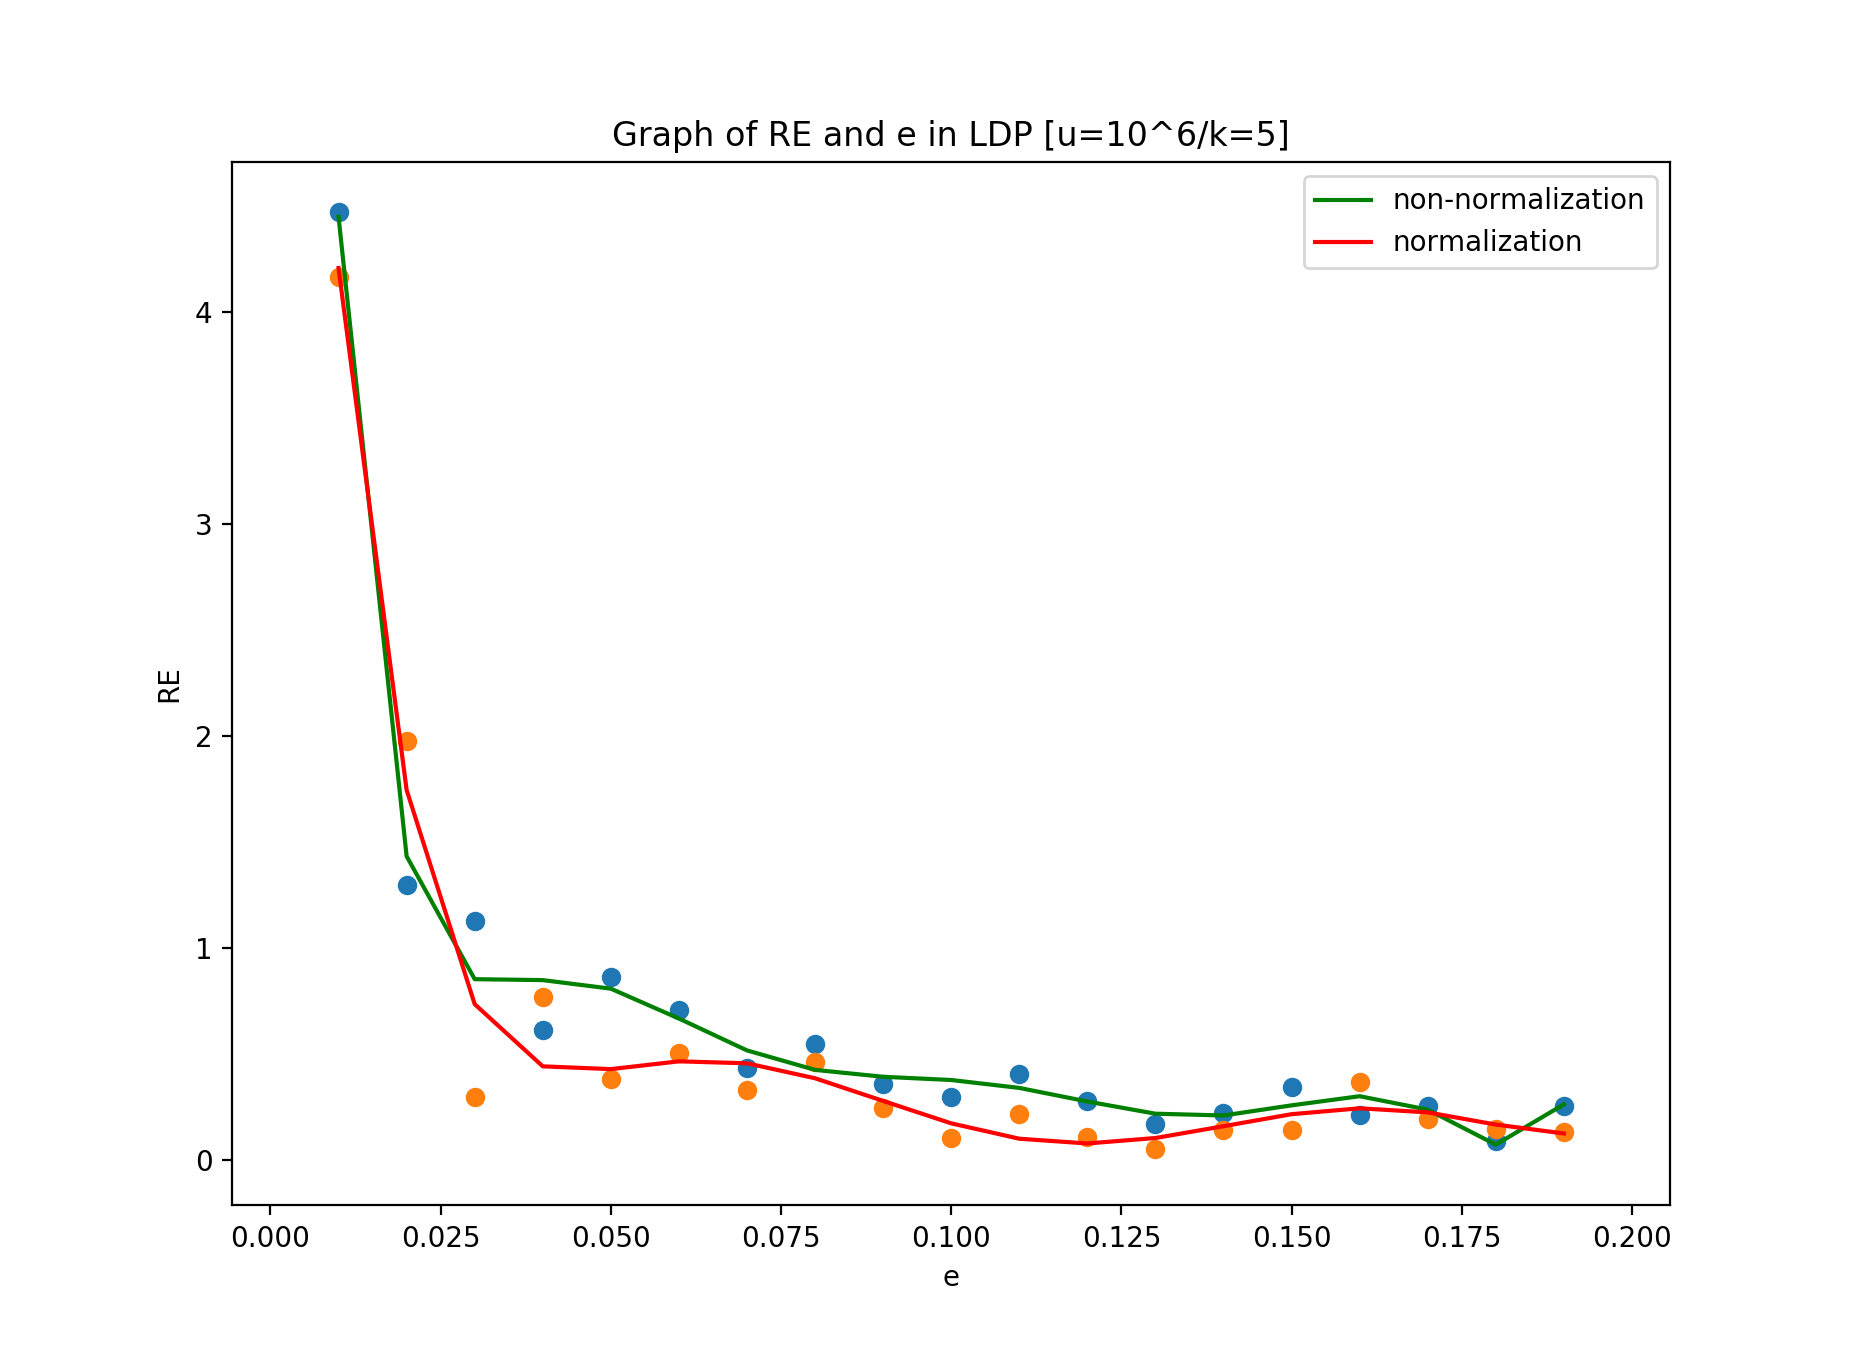 Graph of RE and e in LDP [u=10^6/k=5]
non-normalization
normalization
4
3
2
1
0
RE
0.000 0.025 0.050 0.075 0.100 0.125 0.150 0.175 0.200
e